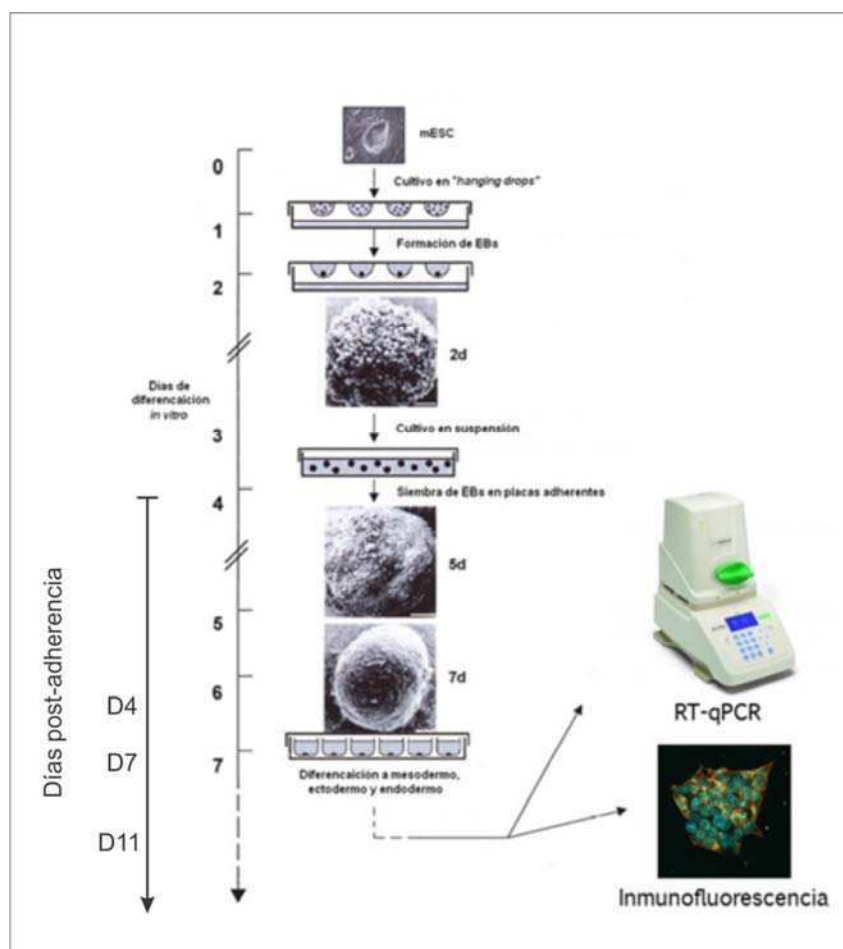 mESC
0
Cultivo en "hanging drops"
1
Formación de EBs
2
2d
Días de
diferencalción
in vitro
3
Cultivo en suspensión
4
Siembra de EBs en placas adherentes
5d
5
7d
6
7
Diferencalción a mesodermo,
ectodermo y endodermo
Días post-adherencia
D4
D7
D11
RT-qPCR
Inmunofluorescencia